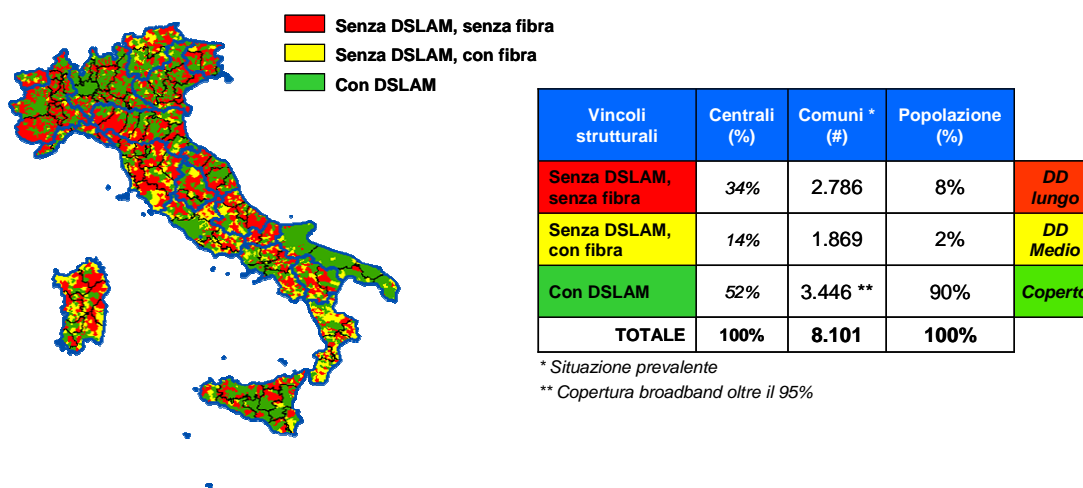 Senza DSLAM, senza fibra
Senza DSLAM, con fibra
Con DSLAM
Vincoli strutturali Centrali (%) Comuni * (#) Popolazione (%)
Senza DSLAM, senza fibra 34% 2.786 8% DD lungo
Senza DSLAM, con fibra 14% 1.869 2% DD Medio
Con DSLAM 52% 3.446 ** 90% Coperto
TOTALE 100% 8.101 100%
* Situazione prevalente
** Copertura broadband oltre il 95%